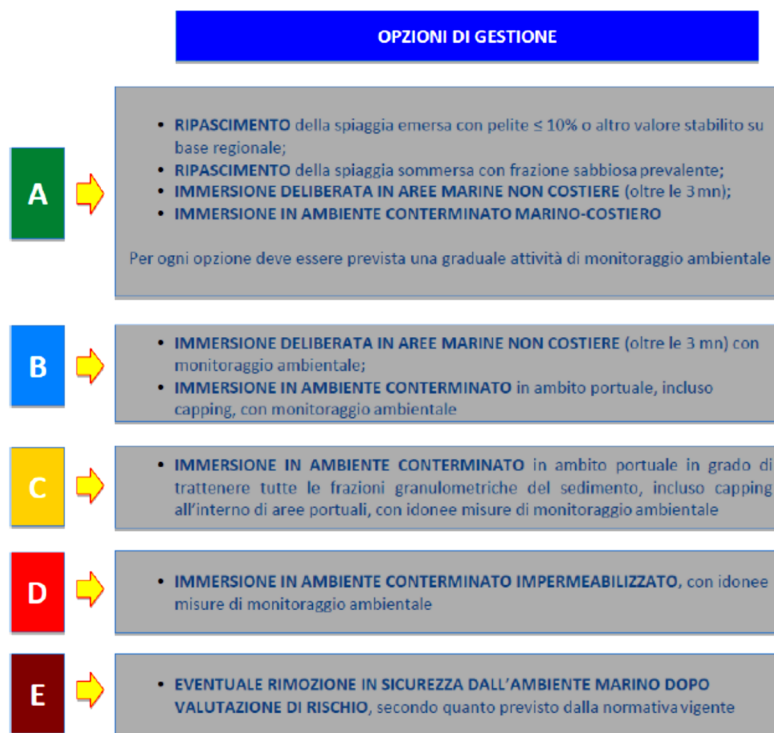 OPZIONI DI GESTIONE
A
• RIPASCIMENTO della spiaggia emersa con pelite ≤ 10% o altro valore stabilito su
base regionale;
• RIPASCIMENTO della spiaggia sommersa con frazione sabbiosa prevalente;
• IMMERSIONE DELIBERATA IN AREE MARINE NON COSTIERE (oltre le 3 mn);
• IMMERSIONE IN AMBIENTE CONTERMINATO MARINO-COSTIERO
Per ogni opzione deve essere prevista una graduale attività di monitoraggio ambientale
B
• IMMERSIONE DELIBERATA IN AREE MARINE NON COSTIERE (oltre le 3 mn) con
monitoraggio ambientale;
• IMMERSIONE IN AMBIENTE CONTERMINATO in ambito portuale, incluso
capping, con monitoraggio ambientale
C
• IMMERSIONE IN AMBIENTE CONTERMINATO in ambito portuale in grado di
trattenere tutte le frazioni granulometriche del sedimento, incluso capping
all'interno di aree portuali, con idonee misure di monitoraggio ambientale
D
• IMMERSIONE IN AMBIENTE CONTERMINATO IMPERMEABILIZZATO, con idonee
misure di monitoraggio ambientale
E
• EVENTUALE RIMOZIONE IN SICUREZZA DALL'AMBIENTE MARINO DOPO
VALUTAZIONE DI RISCHIO, secondo quanto previsto dalla normativa vigente